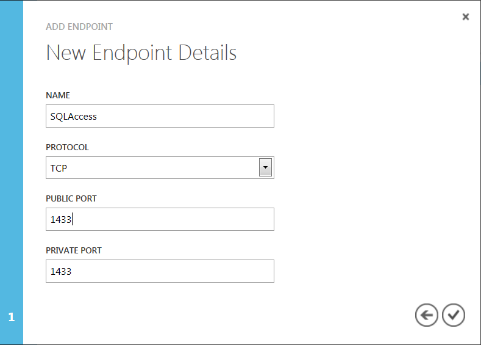 ADD ENDPOINT
New Endpoint Details
NAME
SQLAccess
PROTOCOL
TCP
PUBLIC PORT
1433
PRIVATE PORT
1433
1